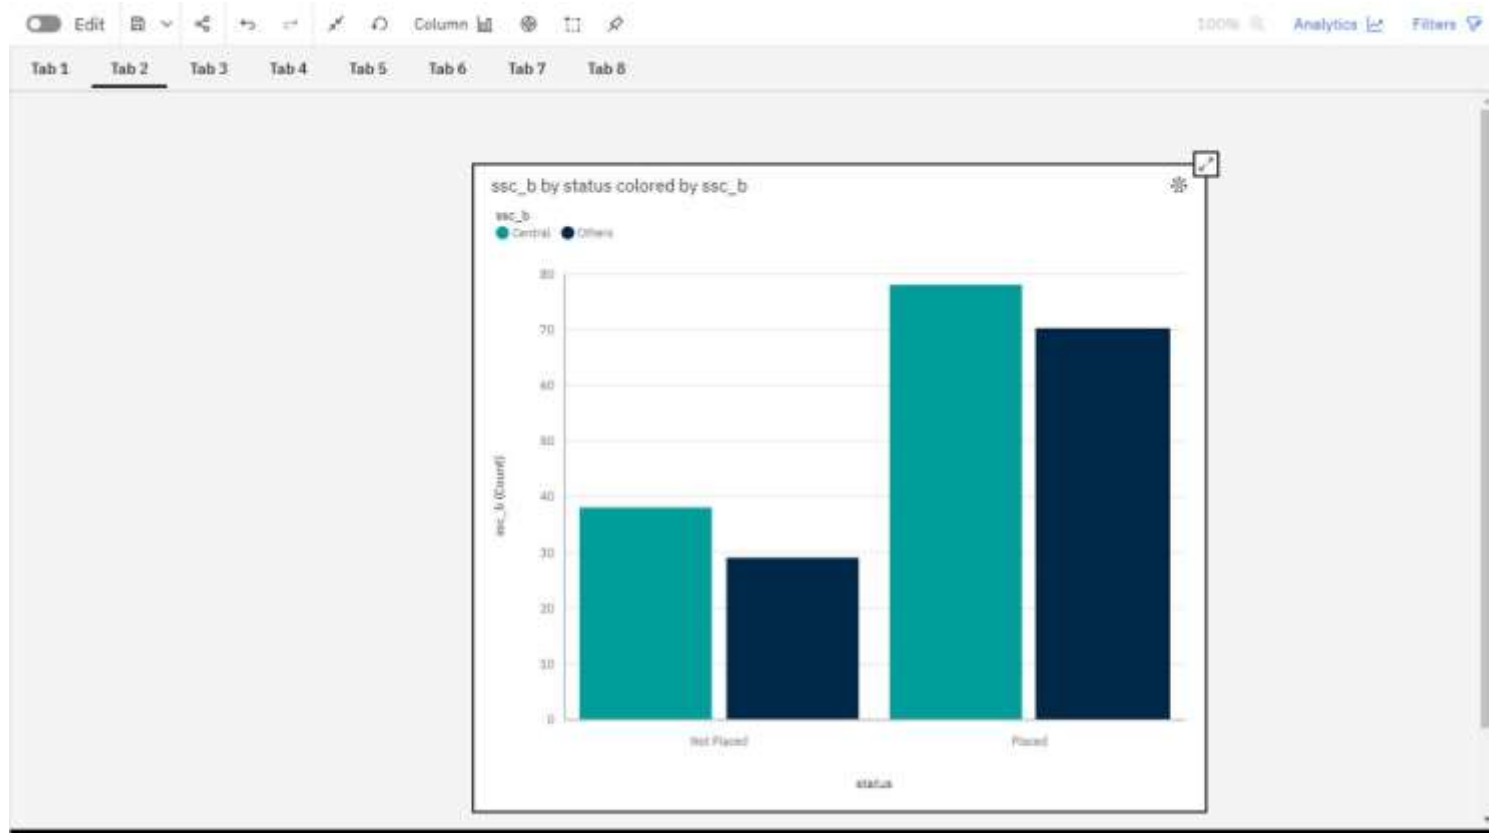 Edit Column 100% Analytics Filters
Tab 1 Tab 2 Tab 3 Tab 4 Tab 5 Tab 6 Tab 7 Tab 8
ssc_b by status colored by ssc_b
ssc_b
Central Others
80
70
60
50
40
30
20
10
0
ssc_b (Count)
Not Placed Placed
status